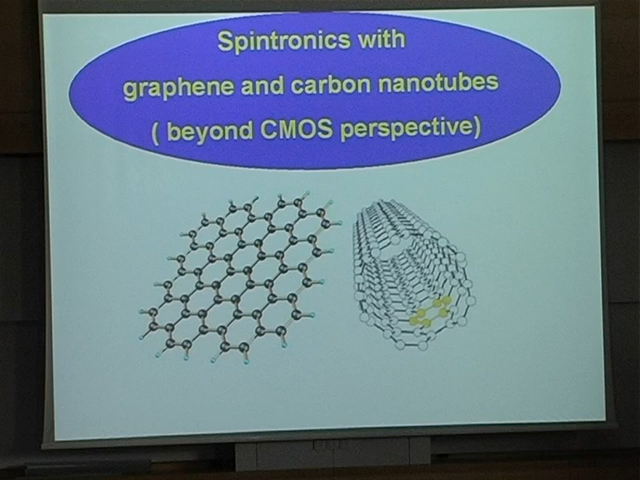 Spintronics with
graphene and carbon nanotubes
( beyond CMOS perspective)